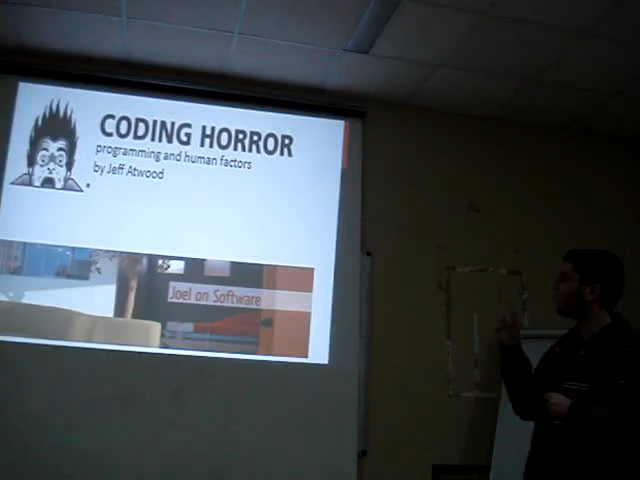 CODING HORROR
programming and human factors
by Jeff Atwood
Joel on Software